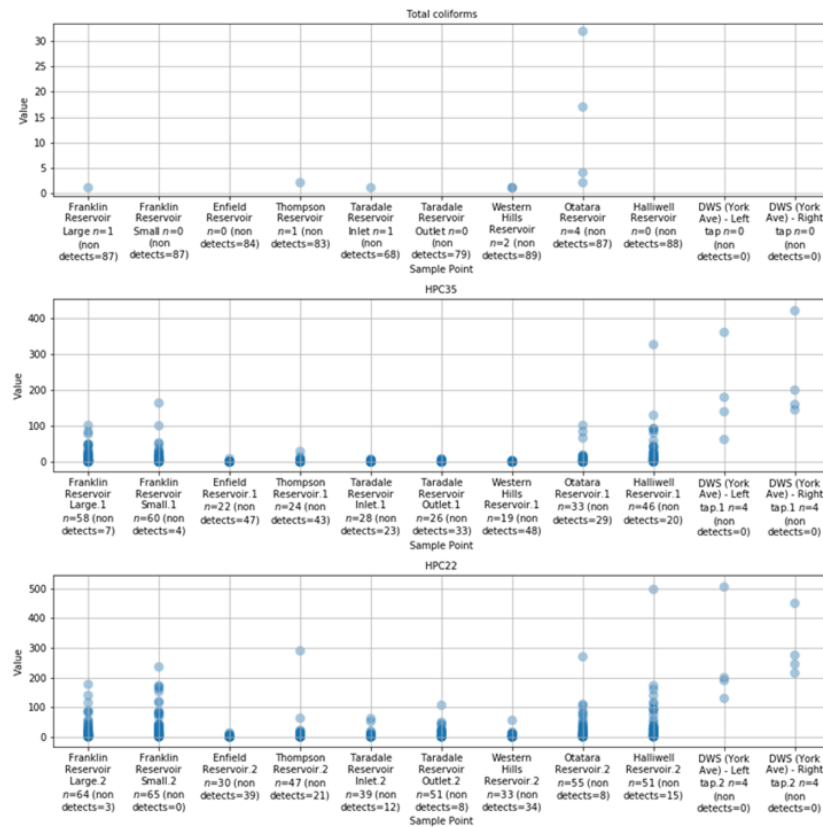 Total coliforms
30
25
20
15
10
5
0
Value
Franklin Reservoir Large n=1 (non detects=87)
Franklin Reservoir Small n=0 (non detects=87)
Enfield Reservoir n=0 (non detects=84)
Thompson Reservoir n=1 (non detects=83)
Taradale Reservoir Inlet n=1 (non detects=68)
Taradale Reservoir Outlet n=0 (non detects=79)
Western Hills Reservoir n=2 (non detects=89)
Otatara Reservoir n=4 (non detects=87)
Halliwell Reservoir n=0 (non detects=88)
DWS (York Ave) - Left tap n=0 (non detects=0)
DWS (York Ave) - Right tap n=0 (non detects=0)
Sample Point
HPC35
400
300
200
100
0
Value
Franklin Reservoir Large.1 n=58 (non detects=7)
Franklin Reservoir Small.1 n=60 (non detects=4)
Enfield Reservoir.1 n=22 (non detects=47)
Thompson Reservoir.1 n=24 (non detects=43)
Taradale Reservoir Inlet.1 n=28 (non detects=23)
Taradale Reservoir Outlet.1 n=26 (non detects=33)
Western Hills Reservoir.1 n=19 (non detects=48)
Otatara Reservoir.1 n=33 (non detects=29)
Halliwell Reservoir.1 n=46 (non detects=20)
DWS (York Ave) - Left tap.1 n=4 (non detects=0)
DWS (York Ave) - Right tap.1 n=4 (non detects=0)
Sample Point
HPC22
500
400
300
200
100
0
Value
Franklin Reservoir Large.2 n=64 (non detects=3)
Franklin Reservoir Small.2 n=65 (non detects=0)
Enfield Reservoir.2 n=30 (non detects=39)
Thompson Reservoir.2 n=47 (non detects=21)
Taradale Reservoir Inlet.2 n=39 (non detects=12)
Taradale Reservoir Outlet.2 n=51 (non detects=8)
Western Hills Reservoir.2 n=33 (non detects=34)
Otatara Reservoir.2 n=55 (non detects=8)
Halliwell Reservoir.2 n=51 (non detects=15)
DWS (York Ave) - Left tap.2 n=4 (non detects=0)
DWS (York Ave) - Right tap.2 n=4 (non detects=0)
Sample Point